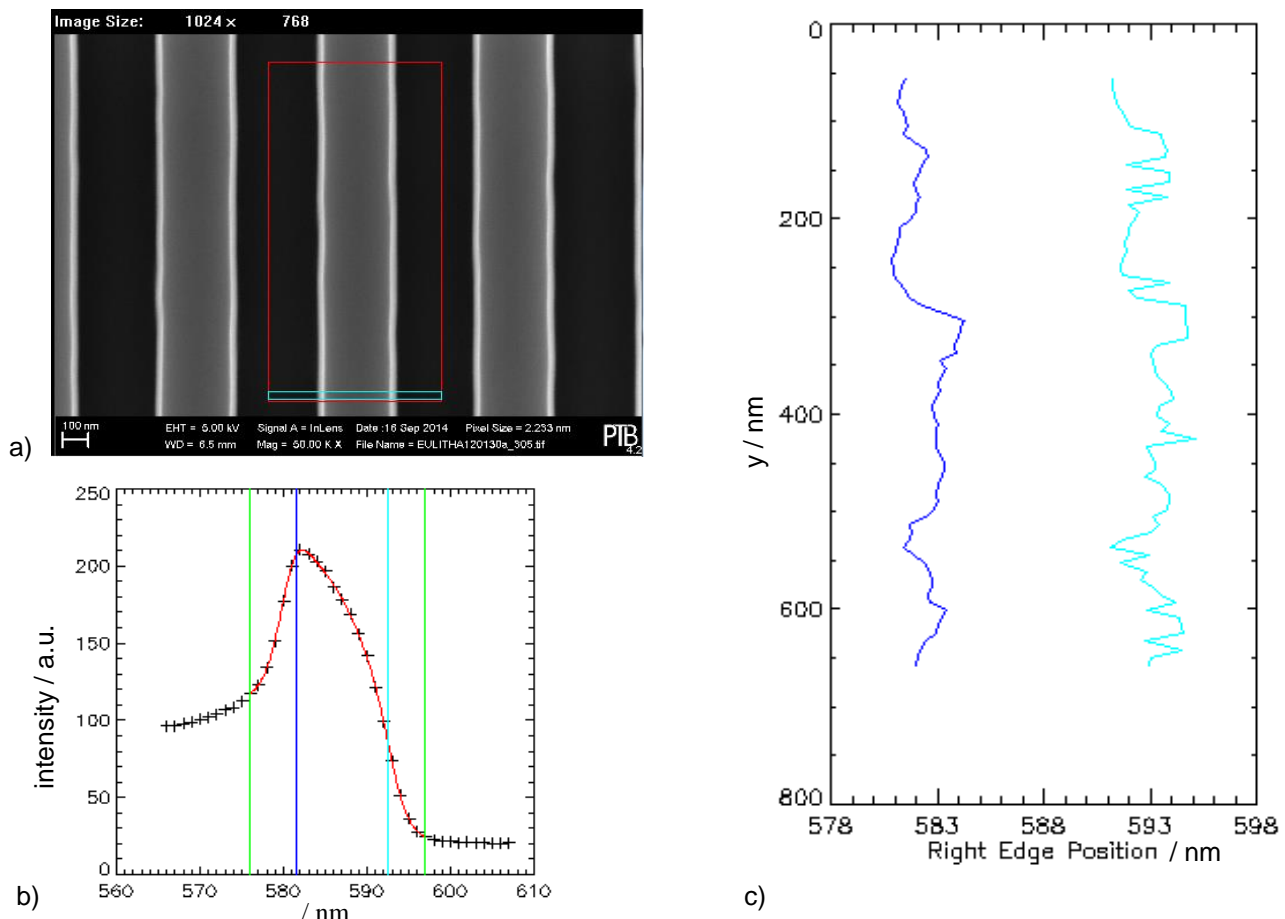 Image Size: 1024 x 768
100 nm
EHT = 5.00 kV Signal A = InLens Date :16 Sep 2014 Pixel Size = 2.233 nm
WD = 6.5 mm Mag = 50.00 K X File Name = EULITHA120130a_305.tif
PTB
4.2
a)
250
200
150
100
50
0
intensity / a.u.
560 570 580 590 600 610
/ nm
b)
0
200
400
600
800
y / nm
578 583 588 593 598
Right Edge Position / nm
c)